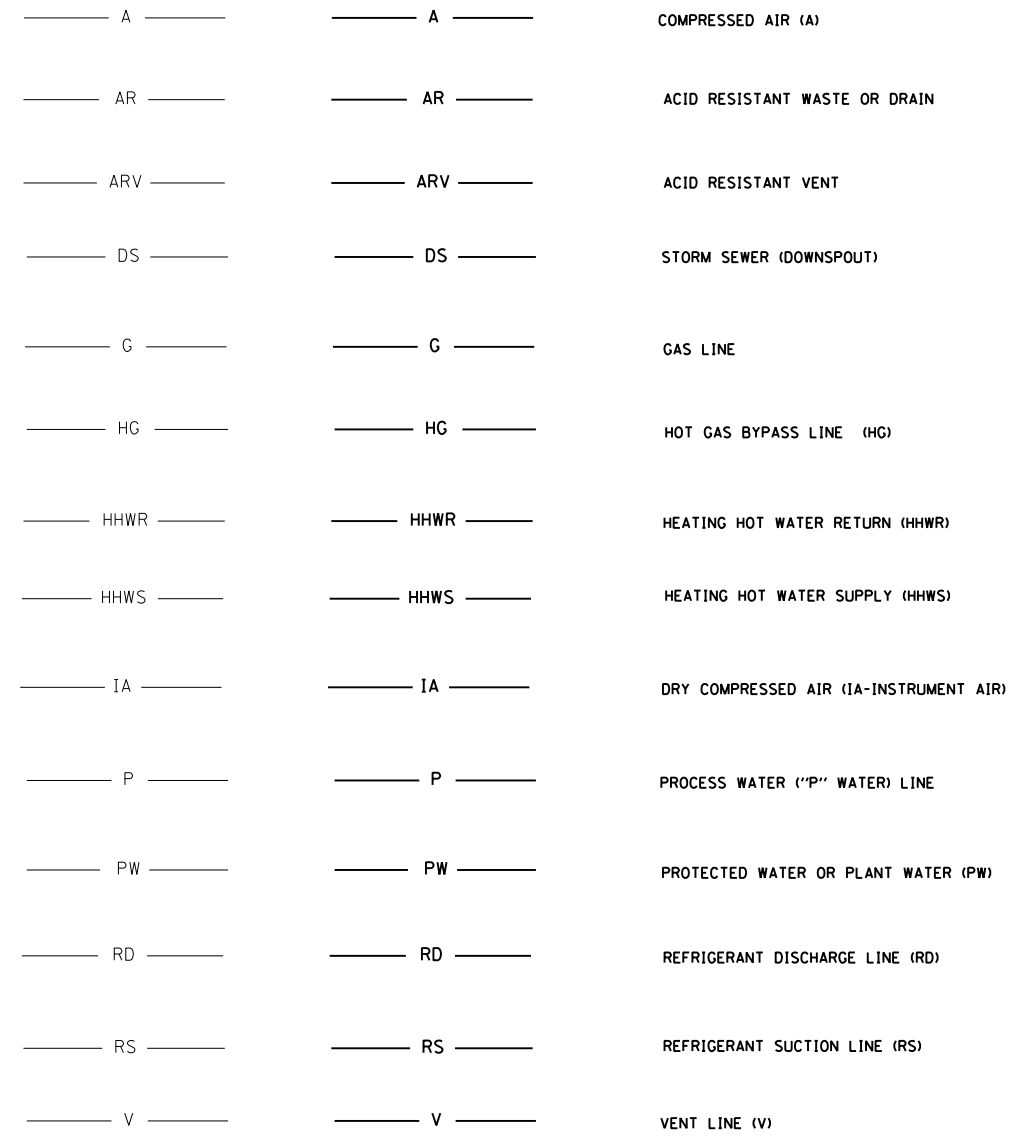 A A COMPRESSED AIR (A)
AR AR ACID RESISTANT WASTE OR DRAIN
ARV ARV ACID RESISTANT VENT
DS DS STORM SEWER (DOWNSPOUT)
G G GAS LINE
HG HG HOT GAS BYPASS LINE (HG)
HHWR HHWR HEATING HOT WATER RETURN (HHWR)
HHWS HHWS HEATING HOT WATER SUPPLY (HHWS)
IA IA DRY COMPRESSED AIR (IA-INSTRUMENT AIR)
P P PROCESS WATER ("P" WATER) LINE
PW PW PROTECTED WATER OR PLANT WATER (PW)
RD RD REFRIGERANT DISCHARGE LINE (RD)
RS RS REFRIGERANT SUCTION LINE (RS)
V V VENT LINE (V)